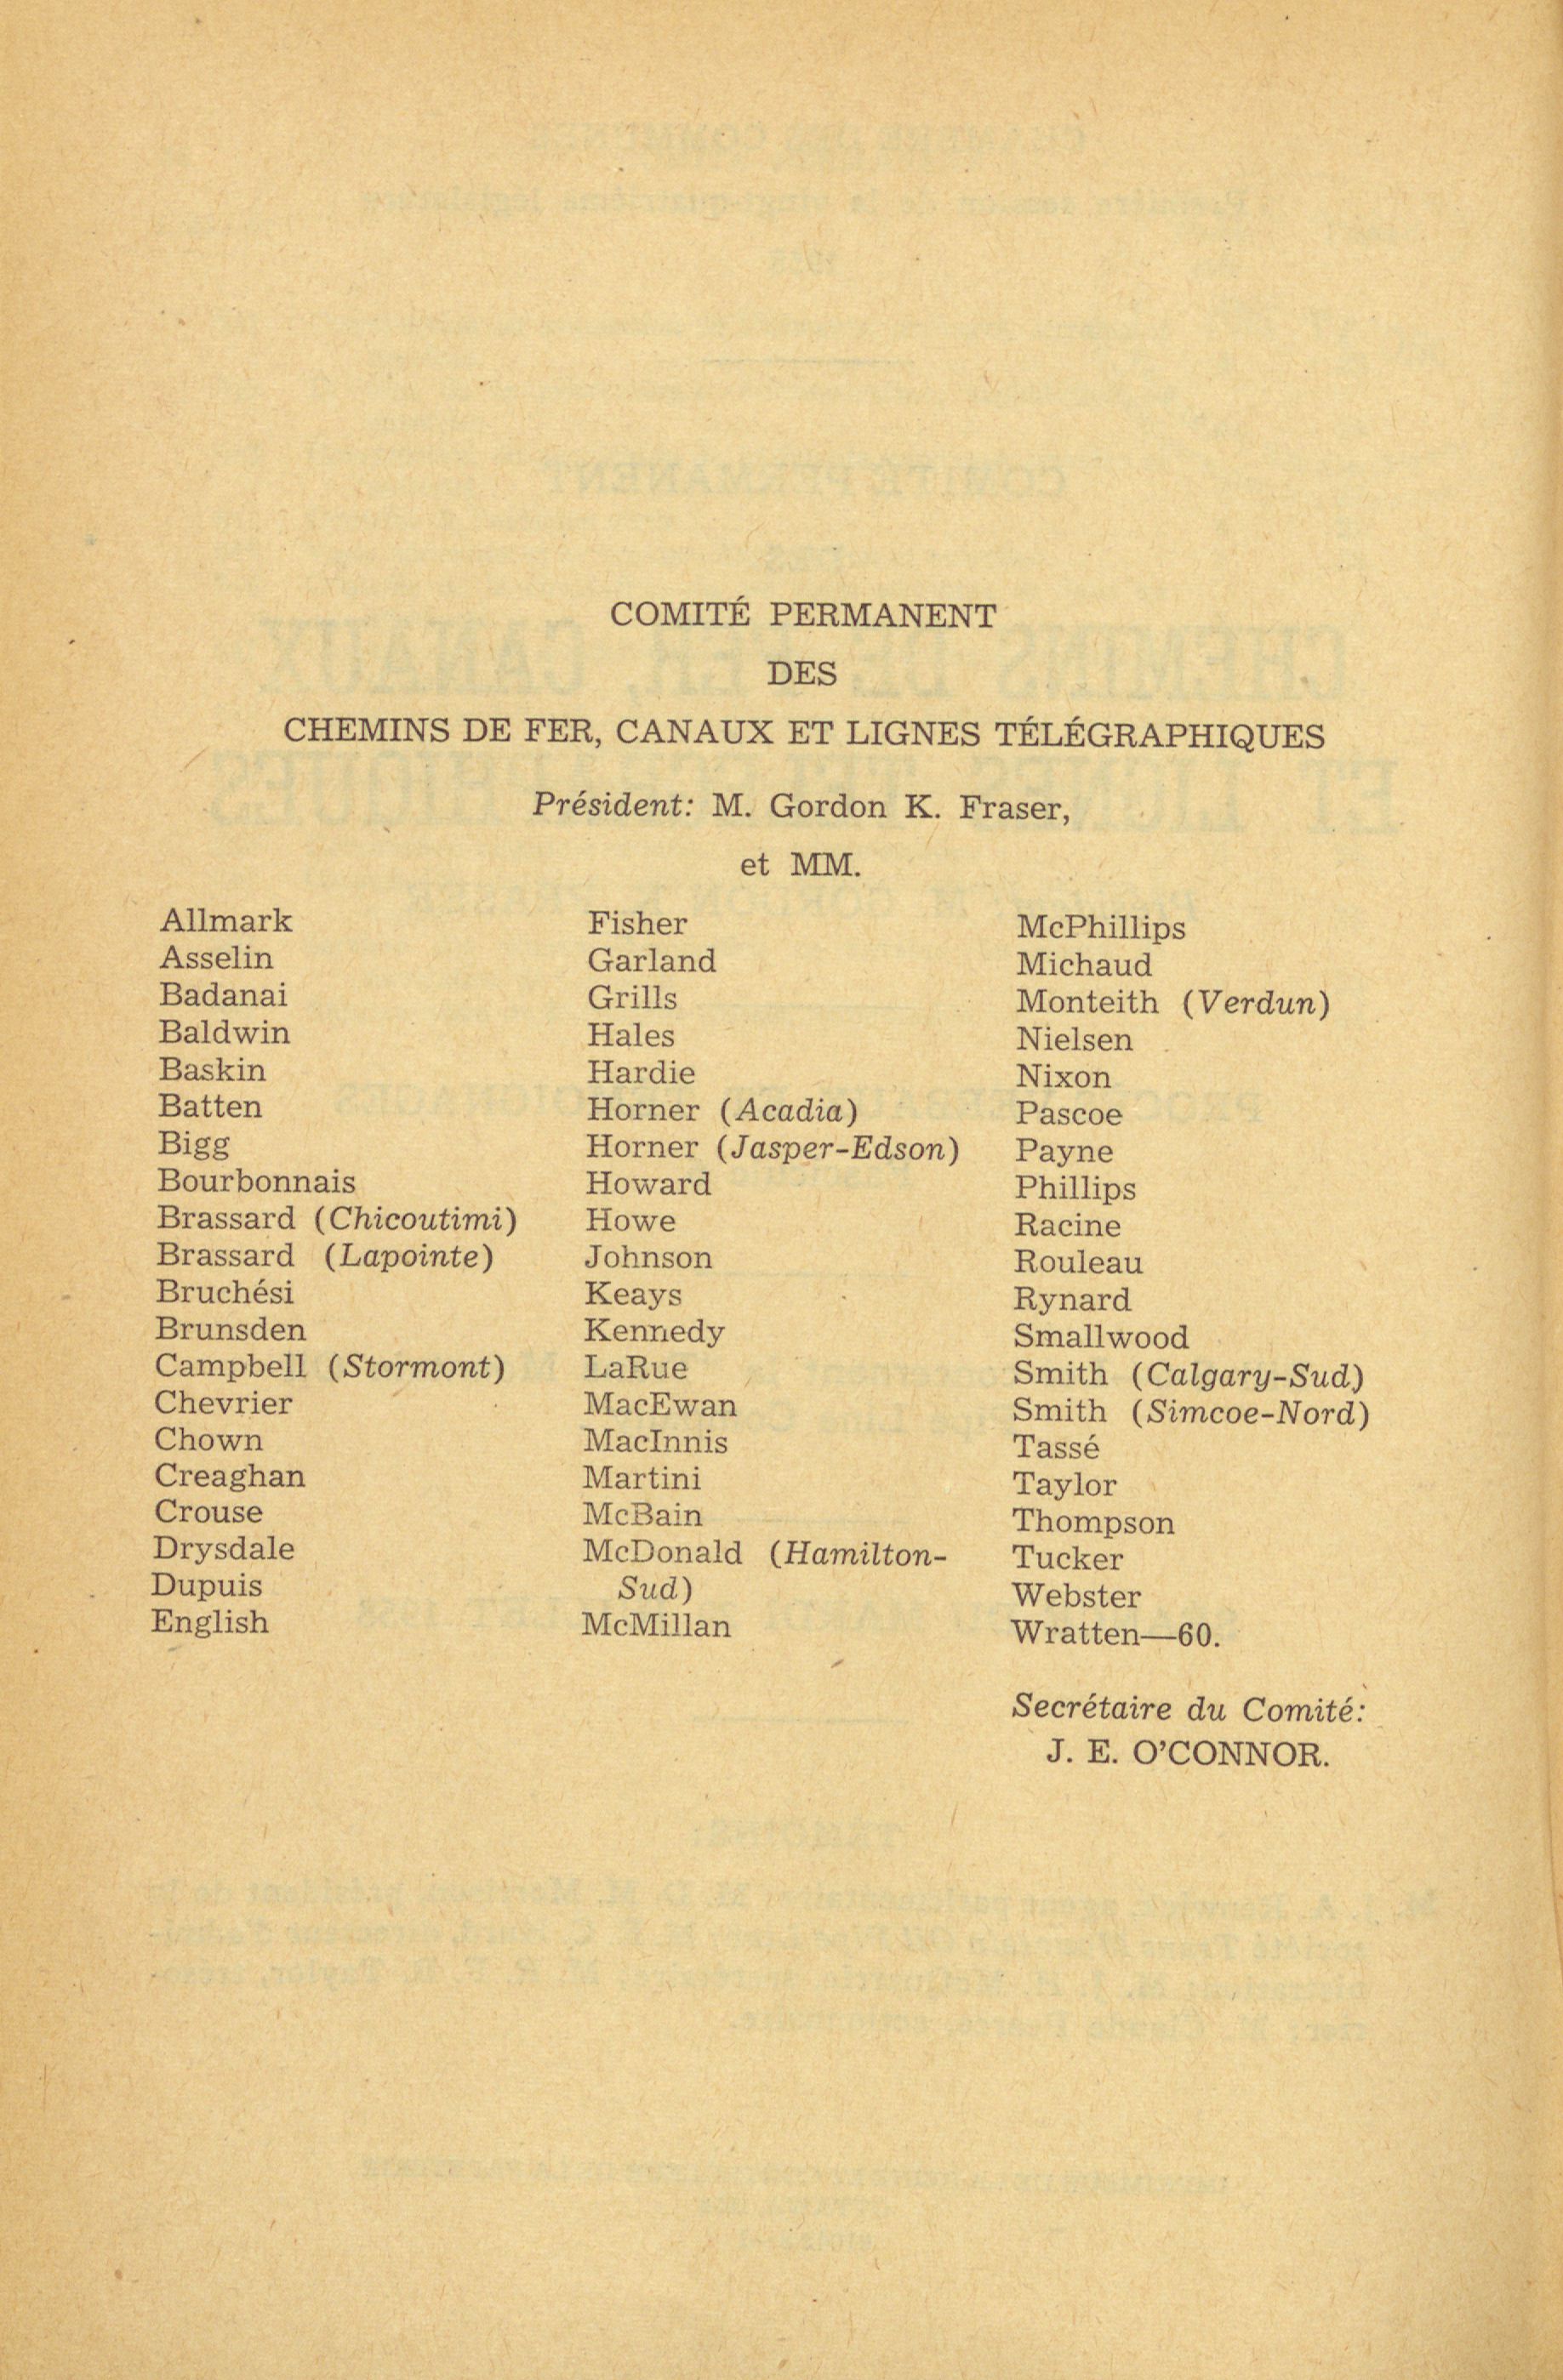 COMITÉ PERMANENT
DES
CHEMINS DE FER, CANAUX ET LIGNES TÉLÉGRAPHIQUES
Président: M. Gordon K. Fraser,
et MM.
Allmark
Asselin
Badanai
Baldwin
Baskin
Batten
Bigg
Bourbonnais
Brassard (Chicoutimi)
Brassard (Lapointe)
Bruchési
Brunsden
Campbell (Stormont)
Chevrier
Chown
Creaghan
Crouse
Drysdale
Dupuis
English
Fisher
Garland
Grills
Hales
Hardie
Horner (Acadia)
Horner (Jasper-Edson)
Howard
Howe
Johnson
Keays
Kennedy
LaRue
MacEwan
MacInnis
Martini
McBain
McDonald (Hamilton-
Sud)
McMillan
McPhillips
Michaud
Monteith (Verdun)
Nielsen
Nixon
Pascoe
Payne
Phillips
Racine
Rouleau
Rynard
Smallwood
Smith (Calgary-Sud)
Smith (Simcoe-Nord)
Tassé
Taylor
Thompson
Tucker
Webster
Wratten—60.
Secrétaire du Comité:
J. E. O'CONNOR.